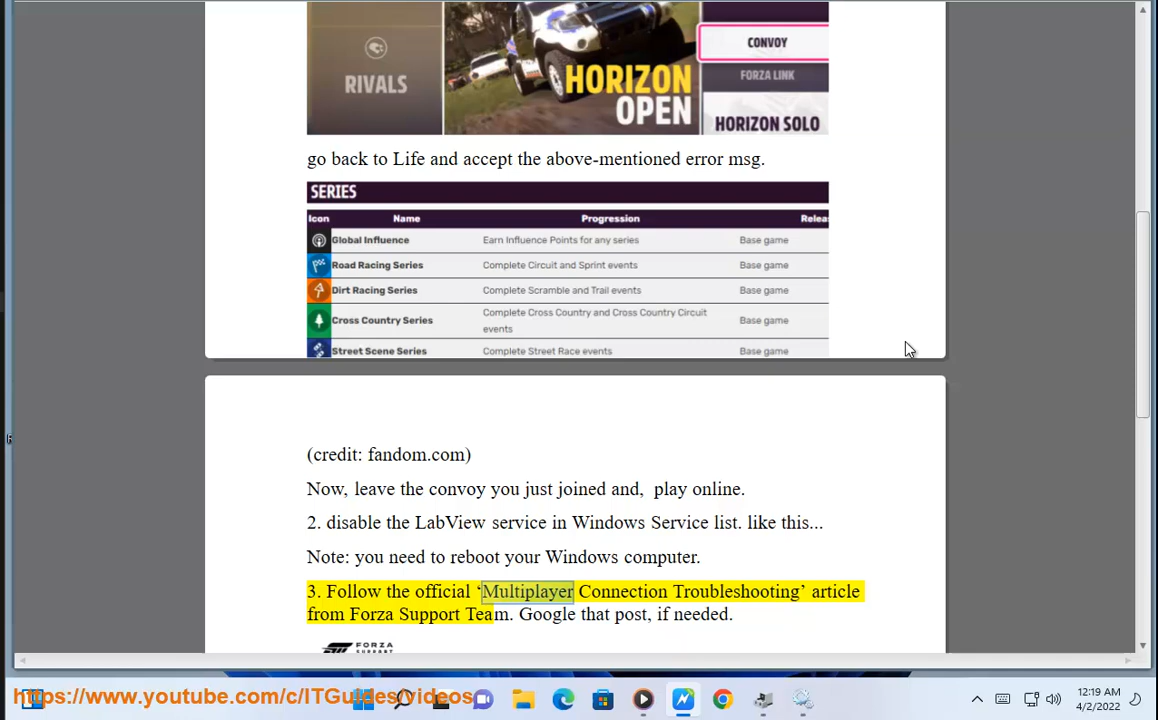 CONVOY
RIVALS
HORIZON
OPEN
FORZA LINK
HORIZON SOLO
go back to Life and accept the above-mentioned error msg.
SERIES
Icon Name Progression Relea
Global Influence Earn Influence Points for any series Base game
Road Racing Series Complete Circuit and Sprint events Base game
Dirt Racing Series Complete Scramble and Trail events Base game
Cross Country Series Complete Cross Country and Cross Country Circuit events Base game
Street Scene Series Complete Street Race events Base game
(credit: fandom.com)
Now, leave the convoy you just joined and, play online.
2. disable the LabView service in Windows Service list. like this...
Note: you need to reboot your Windows computer.
3. Follow the official ‘Multiplayer Connection Troubleshooting’ article
from Forza Support Team. Google that post, if needed.
FORZA
SUPPORT
https://www.youtube.com/c/ITGuides/videos
12:19 AM
4/2/2022